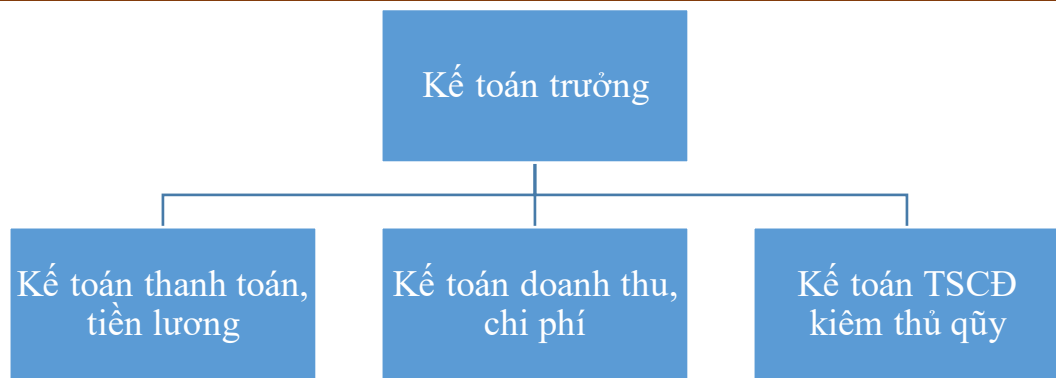 Kế toán trưởng
Kế toán thanh toán,
tiền lương
Kế toán doanh thu,
chi phí
Kế toán TSCĐ
kiêm thủ qũy